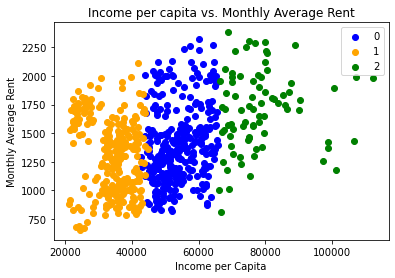 Income per capita vs. Monthly Average Rent
0
1
2
2250
2000
1750
1500
1250
1000
750
Monthly Average Rent
20000 40000 60000 80000 100000
Income per Capita